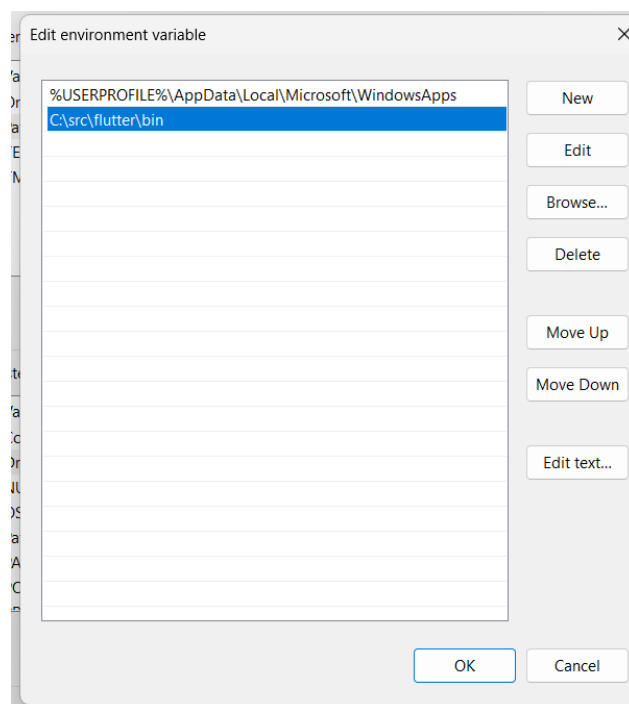 Edit environment variable
%USERPROFILE%\AppData\Local\Microsoft\WindowsApps
C:\src\flutter\bin
New
Edit
Browse...
Delete
Move Up
Move Down
Edit text...
OK
Cancel